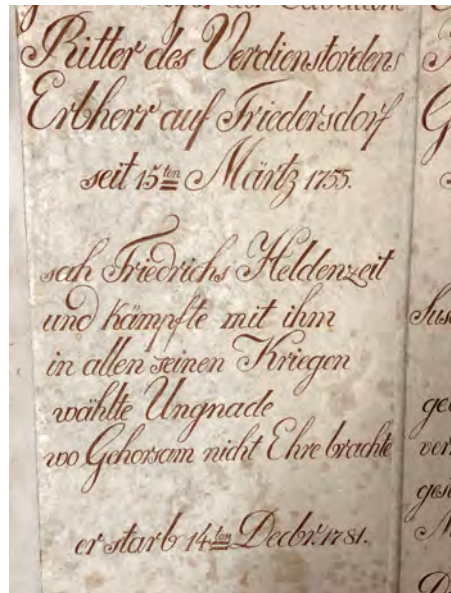 der
Ritter des Verdienstordens
Erbherr auf Friedersdorf
seit 15ten Märtz 1755.
sah Friedrichs Heldenzeit
und kämpfte mit ihm
in allen seinen Kriegen
wählte Ungnade
wo Gehorsam nicht Ehre brachte
er starb 14ten Decbr. 1781.